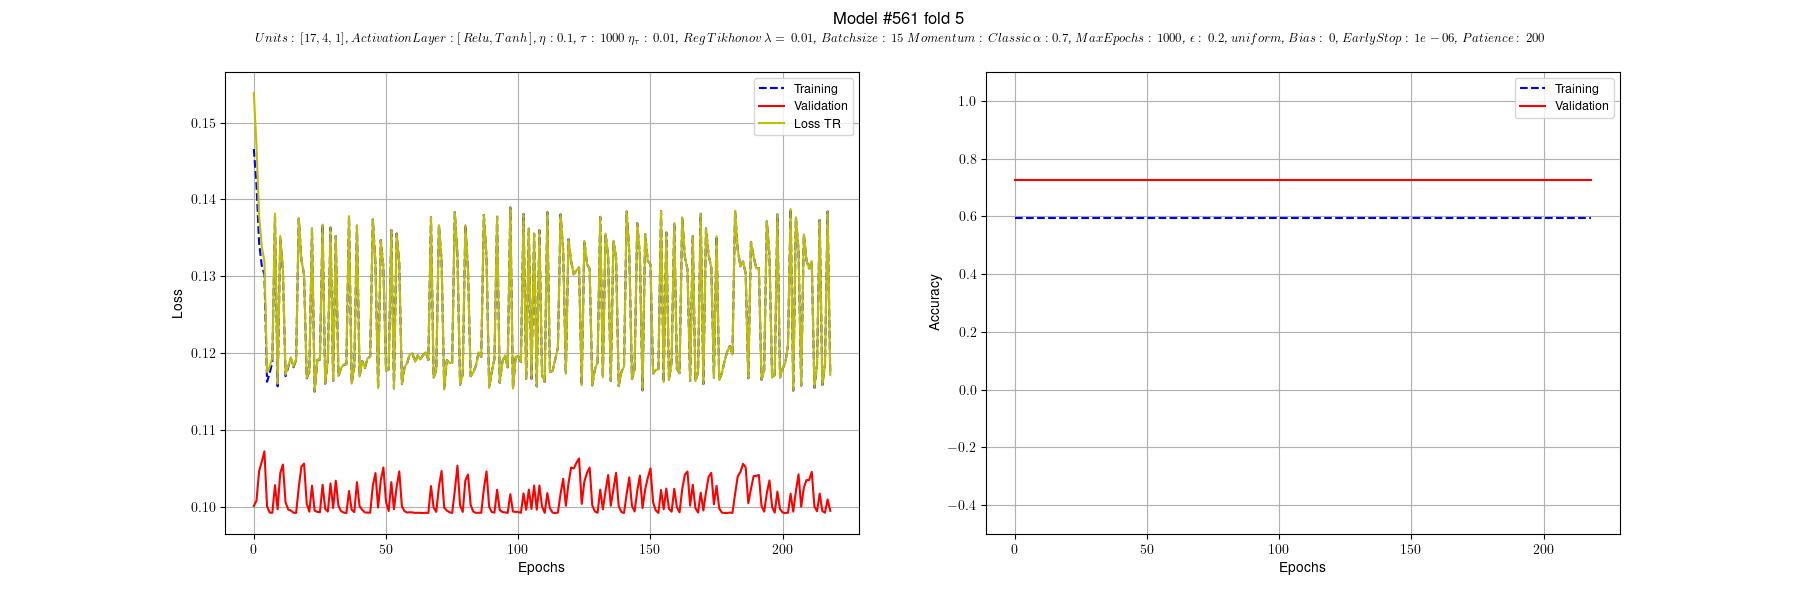 Model #561 fold 5
Units : [17, 4, 1], ActivationLayer : [Relu, Tanh], η : 0.1, τ : 1000 η_τ : 0.01, RegTikhonov λ = 0.01, Batchsize : 15 Momentum : Classic α : 0.7, MaxEpochs : 1000, ϵ : 0.2, uniform, Bias : 0, EarlyStop : 1e − 06, Patience : 200
Training
Validation
Loss TR
0.15
0.14
0.13
0.12
0.11
0.10
Loss
0 50 100 150 200
Epochs
Training
Validation
1.0
0.8
0.6
0.4
0.2
0.0
−0.2
−0.4
Accuracy
0 50 100 150 200
Epochs